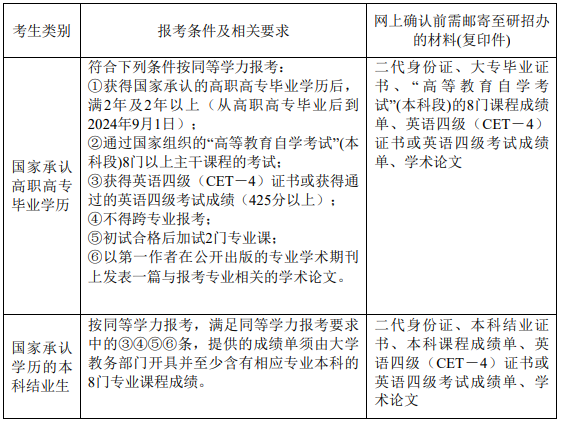 考生类别
报考条件及相关要求
网上确认前需邮寄至研招办
的材料(复印件)
国家承认
高职高专
毕业学历
符合下列条件按同等学力报考：
①获得国家承认的高职高专毕业学历后，
满2年及2年以上（从高职高专毕业后到
2024年9月1日）；
②通过国家组织的“高等教育自学考试”(本
科段)8门以上主干课程的考试；
③获得英语四级（CET－4）证书或获得通
过的英语四级考试成绩（425分以上）；
④不得跨专业报考；
⑤初试合格后加试2门专业课；
⑥以第一作者在公开出版的专业学术期刊
上发表一篇与报考专业相关的学术论文。
二代身份证、大专毕业证
书、“高等教育自学考
试”(本科段)的8门课程成绩
单、英语四级（CET－4）
证书或英语四级考试成绩
单、学术论文
国家承认
学历的本
科结业生
按同等学力报考，满足同等学力报考要求
中的③④⑤⑥条，提供的成绩单须由大学
教务部门开具并至少含有相应专业本科的
8门专业课程成绩。
二代身份证、本科结业证
书、本科课程成绩单、英
语四级（CET－4）证书或
英语四级考试成绩单、学
术论文